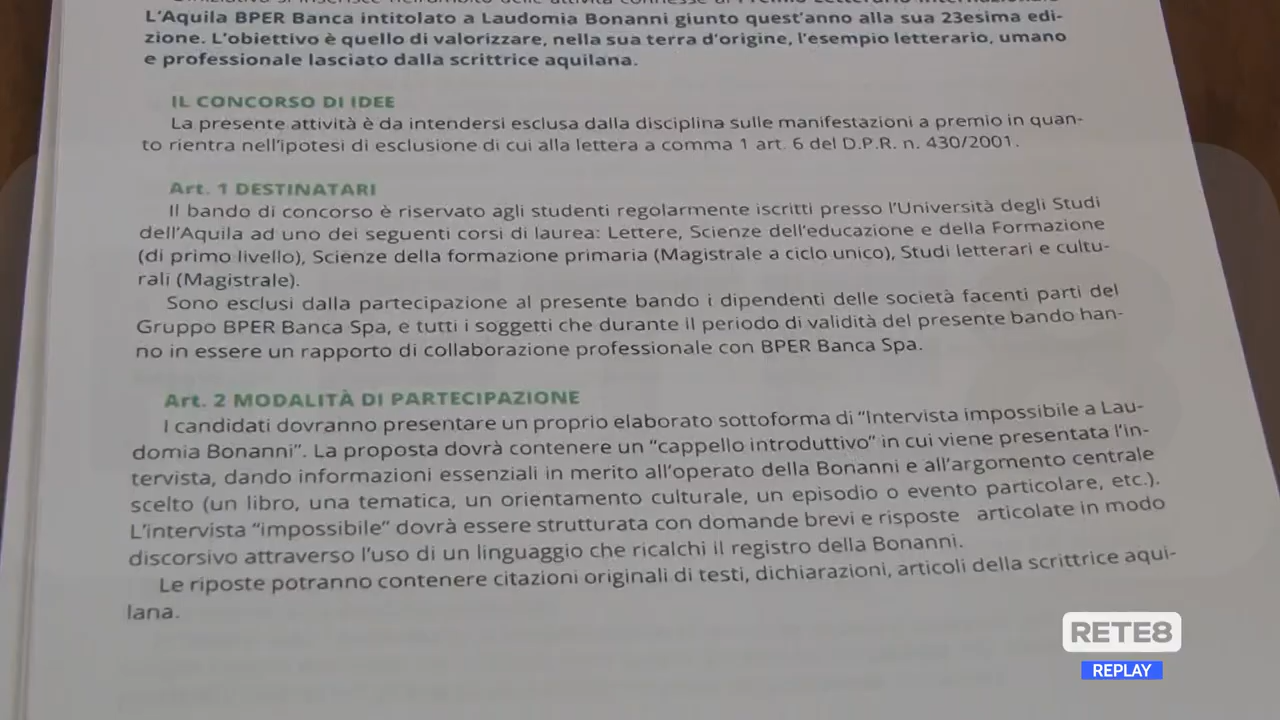 L'Aquila BPER Banca intitolato a Laudomia Bonanni giunto quest'anno alla sua 23esima edi-
zione. L'obiettivo è quello di valorizzare, nella sua terra d'origine, l'esempio letterario, umano
e professionale lasciato dalla scrittrice aquilana.
IL CONCORSO DI IDEE
La presente attività è da intendersi esclusa dalla disciplina sulle manifestazioni a premio in quan-
to rientra nell'ipotesi di esclusione di cui alla lettera a comma 1 art. 6 del D.P.R. n. 430/2001.
Art. 1 DESTINATARI
Il bando di concorso è riservato agli studenti regolarmente iscritti presso l'Università degli Studi
dell'Aquila ad uno dei seguenti corsi di laurea: Lettere, Scienze dell'educazione e della Formazione
(di primo livello), Scienze della formazione primaria (Magistrale a ciclo unico), Studi letterari e cultu-
rali (Magistrale).
Sono esclusi dalla partecipazione al presente bando i dipendenti delle società facenti parti del
Gruppo BPER Banca Spa, e tutti i soggetti che durante il periodo di validità del presente bando han-
no in essere un rapporto di collaborazione professionale con BPER Banca Spa.
Art. 2 MODALITÀ DI PARTECIPAZIONE
I candidati dovranno presentare un proprio elaborato sottoforma di "Intervista impossibile a Lau-
domia Bonanni". La proposta dovrà contenere un "cappello introduttivo" in cui viene presentata l'in-
tervista, dando informazioni essenziali in merito all'operato della Bonanni e all'argomento centrale
scelto (un libro, una tematica, un orientamento culturale, un episodio o evento particolare, etc.).
L'intervista "impossibile" dovrà essere strutturata con domande brevi e risposte articolate in modo
discorsivo attraverso l'uso di un linguaggio che ricalchi il registro della Bonanni.
Le riposte potranno contenere citazioni originali di testi, dichiarazioni, articoli della scrittrice aqui-
lana.
RETE8
REPLAY